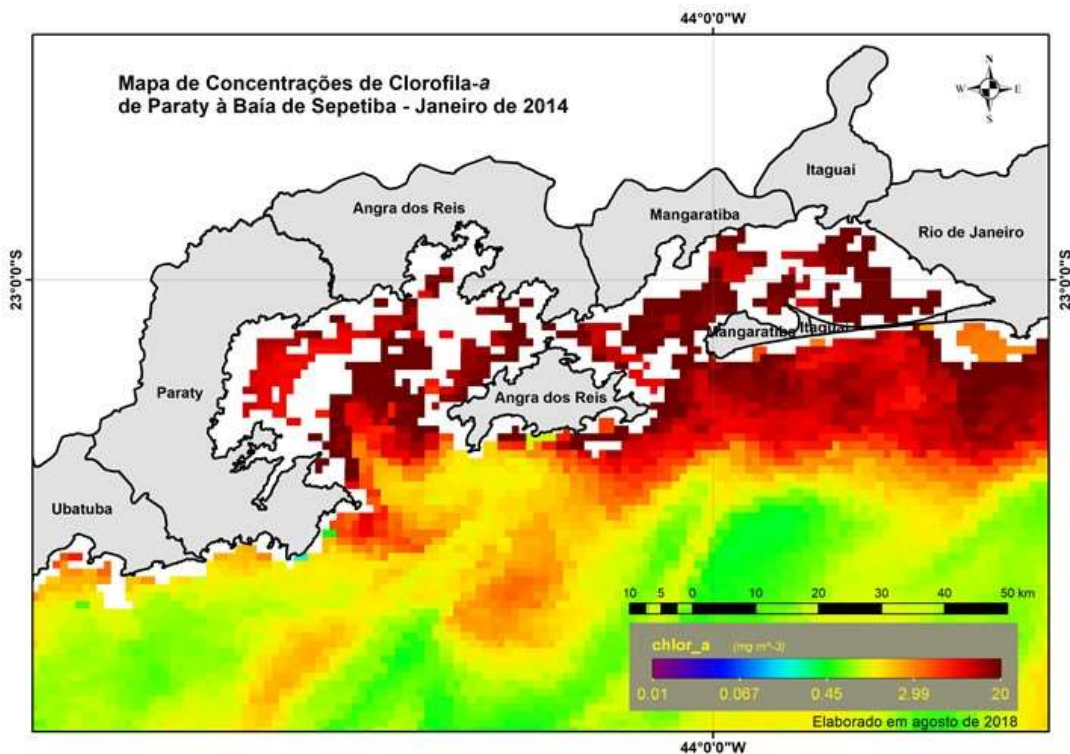 44°0'0"W
Mapa de Concentrações de Clorofila-a
de Paraty à Baía de Sepetiba - Janeiro de 2014
N
W E
S
Itaguaí
Angra dos Reis
Mangaratiba
Rio de Janeiro
23°0'0"S
23°0'0"S
Mangaratiba
Itaguaí
Paraty
Angra dos Reis
Ubatuba
10 5 0 10 20 30 40 50 km
chlor_a (mg m^-3)
0.01 0.067 0.45 2.99 20
Elaborado em agosto de 2018
44°0'0"W